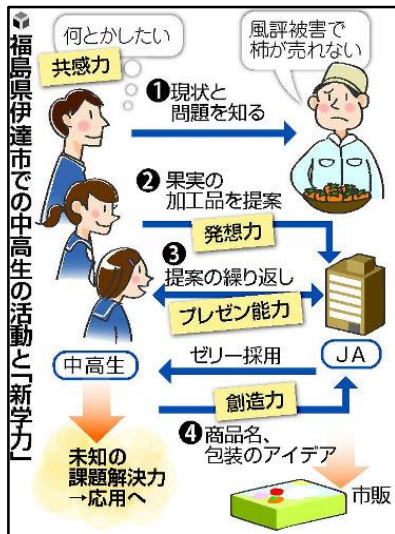 福島県伊達市での中高生の活動と「新学力」
何とかしたい
共感力
風評被害で
柿が売れない
❶現状と
問題を知る
❷果実の
加工品を提案
発想力
❸
提案の繰り返し
プレゼン能力
中高生
ゼリー採用
JA
創造力
❹商品名、
包装のアイデア
未知の
課題解決力
→応用へ
市販